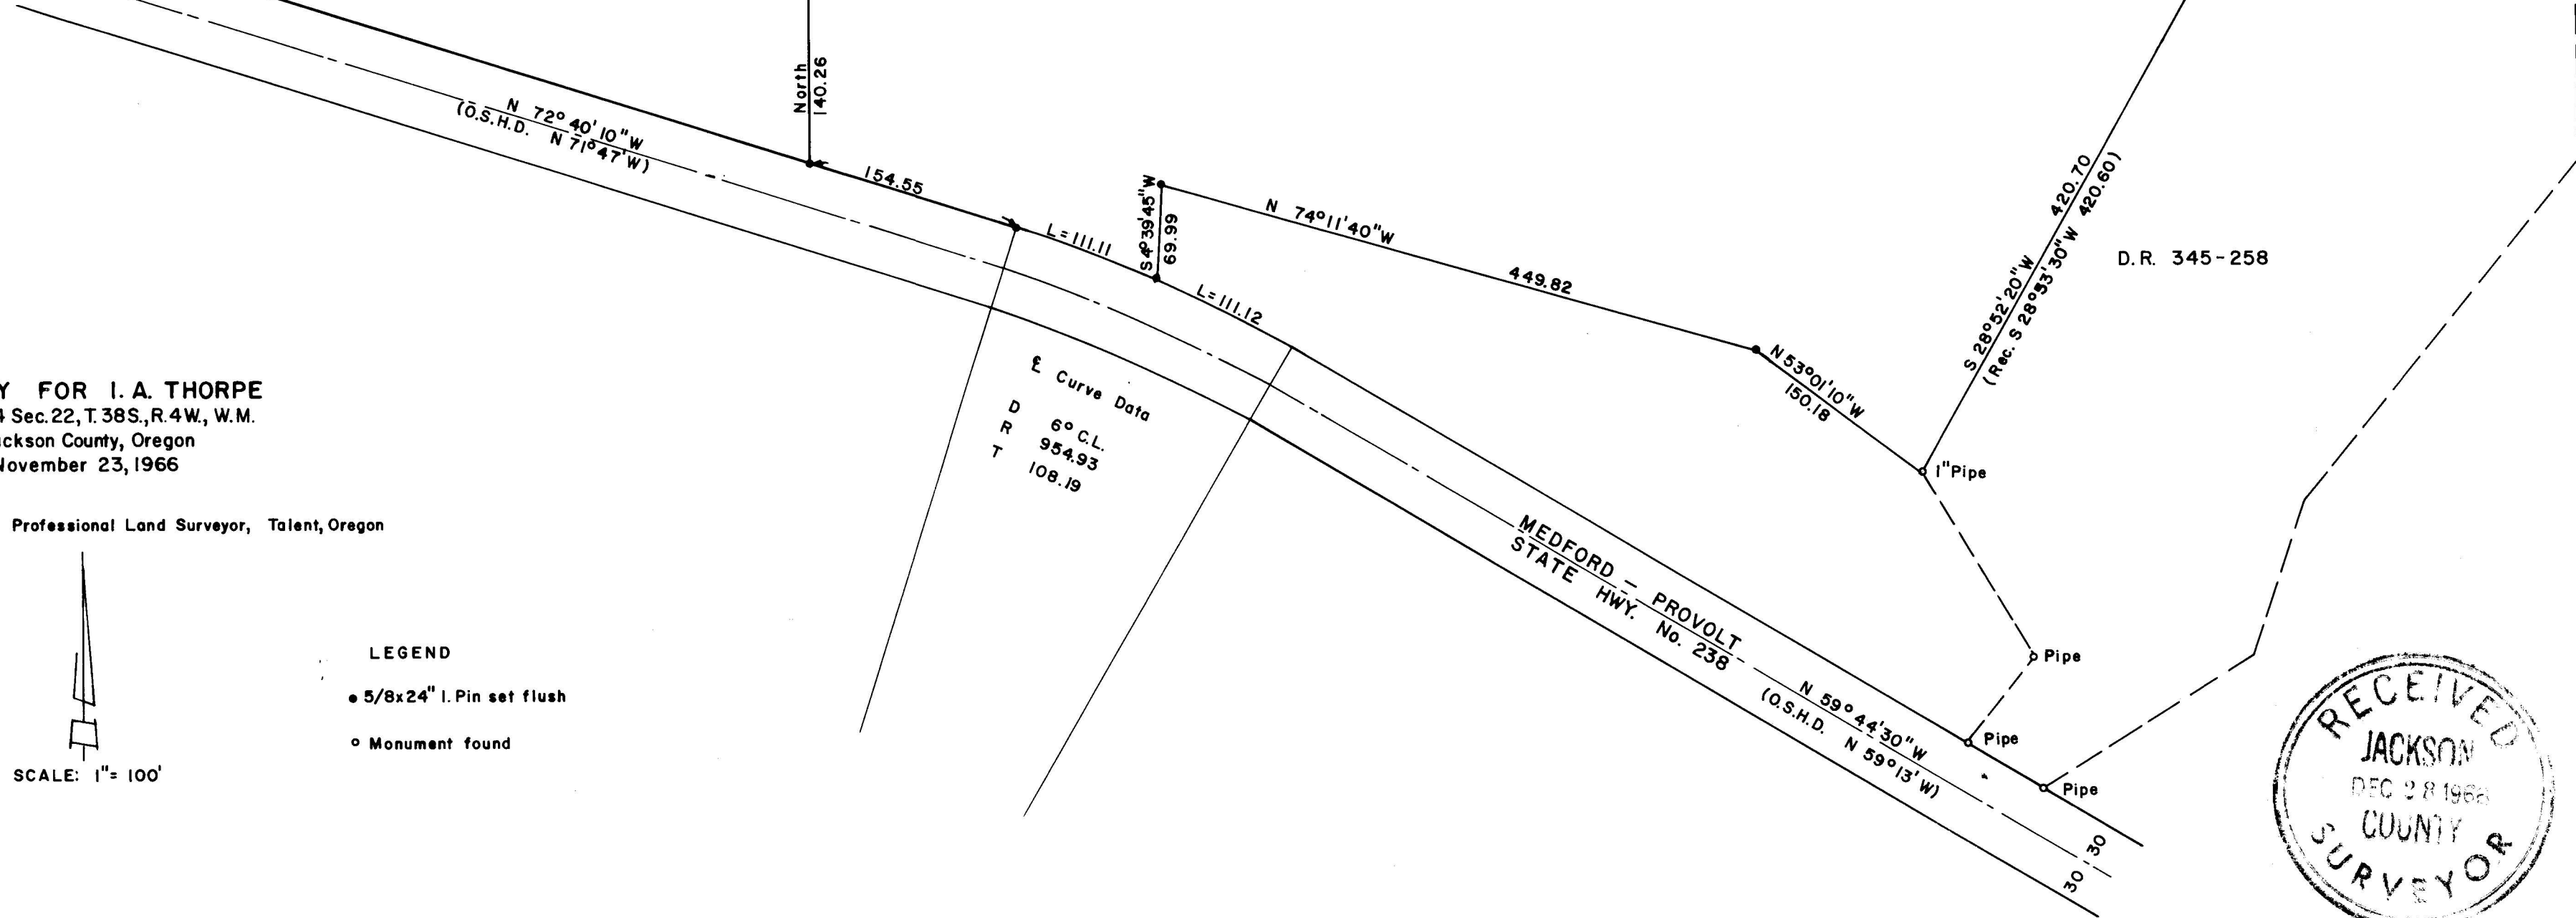 North
140.26
N 72° 40' 10" W
(O.S.H.D. N 71° 47' W)
154.55
L=111.11
S 4° 39' 45" W
69.99
L=111.12
N 74° 11' 40" W
449.82
N 53° 01' 10" W
150.18
S 28° 52' 20" W 420.70
(Rec. S 28° 53' 30" W 420.60)
D.R. 345-258
1" Pipe
Pipe
Pipe
Pipe
℄ Curve Data
D 6° C.L.
R 954.93
T 108.19
Y FOR I. A. THORPE
4 Sec. 22, T. 38S., R. 4W., W.M.
ckson County, Oregon
November 23, 1966
Professional Land Surveyor, Talent, Oregon
SCALE: 1" = 100'
LEGEND
5/8x24" I. Pin set flush
Monument found
MEDFORD – PROVOLT
STATE HWY. No. 238
N 59° 44' 30" W
(O.S.H.D. N 59° 13' W)
30
30
RECEIVED
JACKSON
DEC 28 1966
COUNTY
SURVEYOR